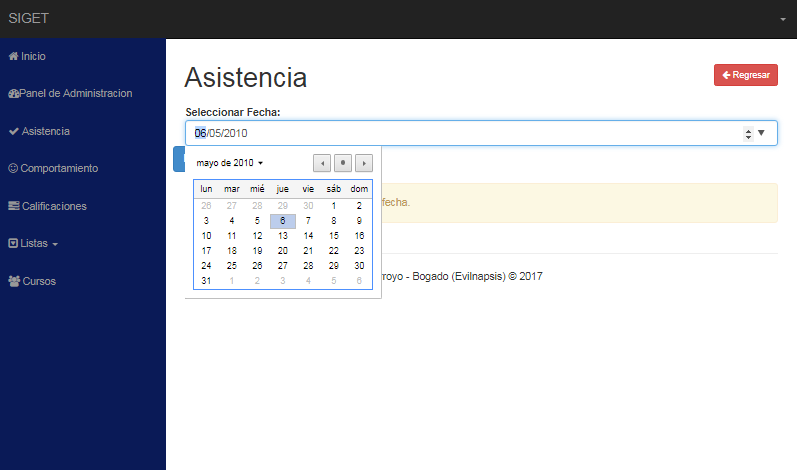 SIGET
Inicio
Panel de Administracion
Asistencia
Comportamiento
Calificaciones
Listas
Cursos
Asistencia
Regresar
Seleccionar Fecha:
06/05/2010
mayo de 2010
lun mar mié jue vie sáb dom
26 27 28 29 30 1 2
3 4 5 6 7 8 9
10 11 12 13 14 15 16
17 18 19 20 21 22 23
24 25 26 27 28 29 30
31 1 2 3 4 5 6
fecha.
royo - Bogado (Evilnapsis) © 2017